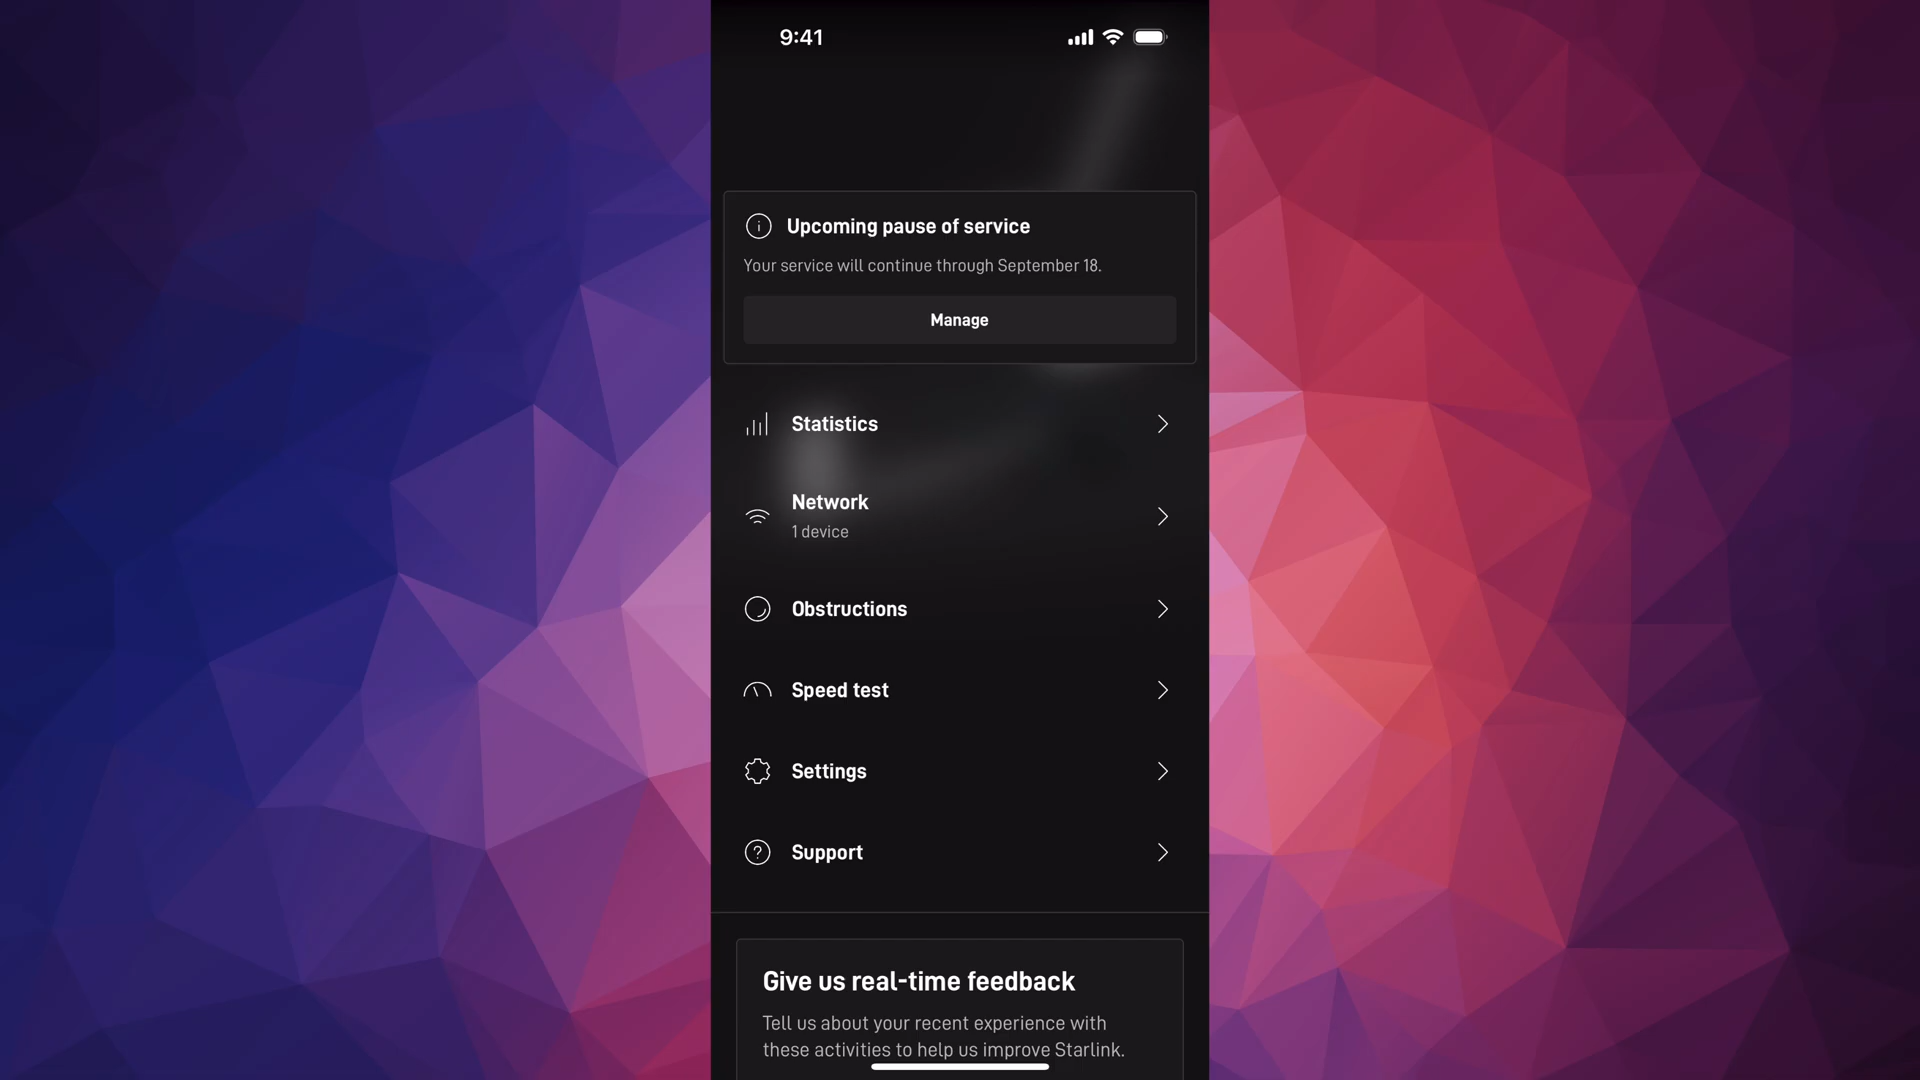 9:41
Upcoming pause of service
Your service will continue through September 18.
Manage
Statistics
Network
1 device
Obstructions
Speed test
Settings
Support
Give us real-time feedback
Tell us about your recent experience with
these activities to help us improve Starlink.